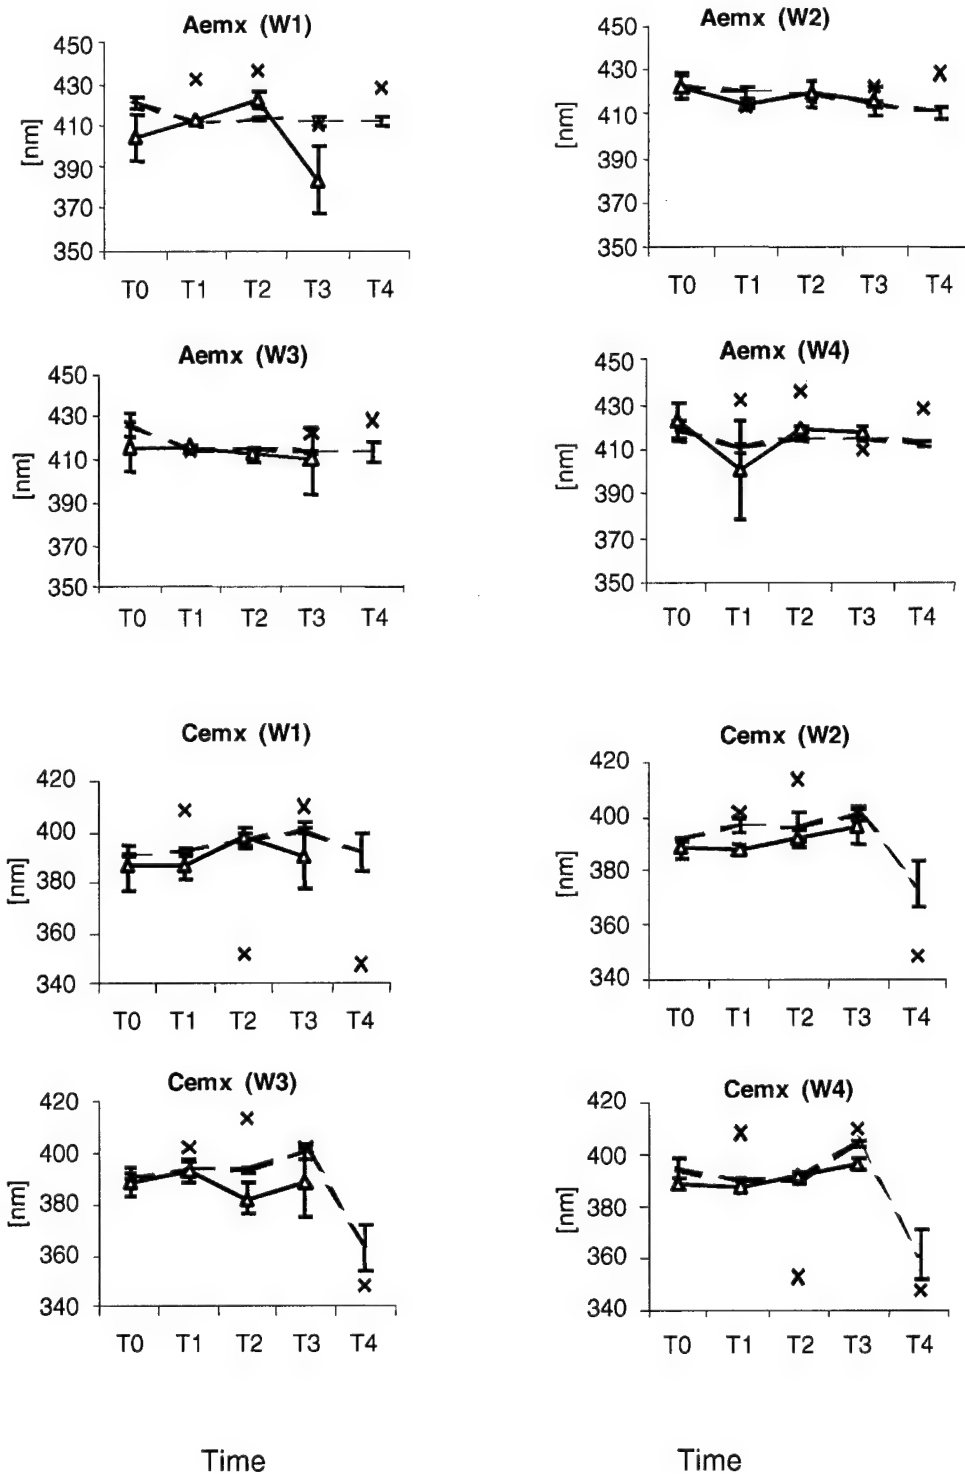 Aemx (W1)
450
430
410
390
370
350
[nm]
T0 T1 T2 T3 T4
Aemx (W2)
450
430
410
390
370
350
[nm]
T0 T1 T2 T3 T4
Aemx (W3)
450
430
410
390
370
350
[nm]
T0 T1 T2 T3 T4
Aemx (W4)
450
430
410
390
370
350
[nm]
T0 T1 T2 T3 T4
Cemx (W1)
420
400
380
360
340
[nm]
T0 T1 T2 T3 T4
Cemx (W2)
420
400
380
360
340
[nm]
T0 T1 T2 T3 T4
Cemx (W3)
420
400
380
360
340
[nm]
T0 T1 T2 T3 T4
Cemx (W4)
420
400
380
360
340
[nm]
T0 T1 T2 T3 T4
Time
Time